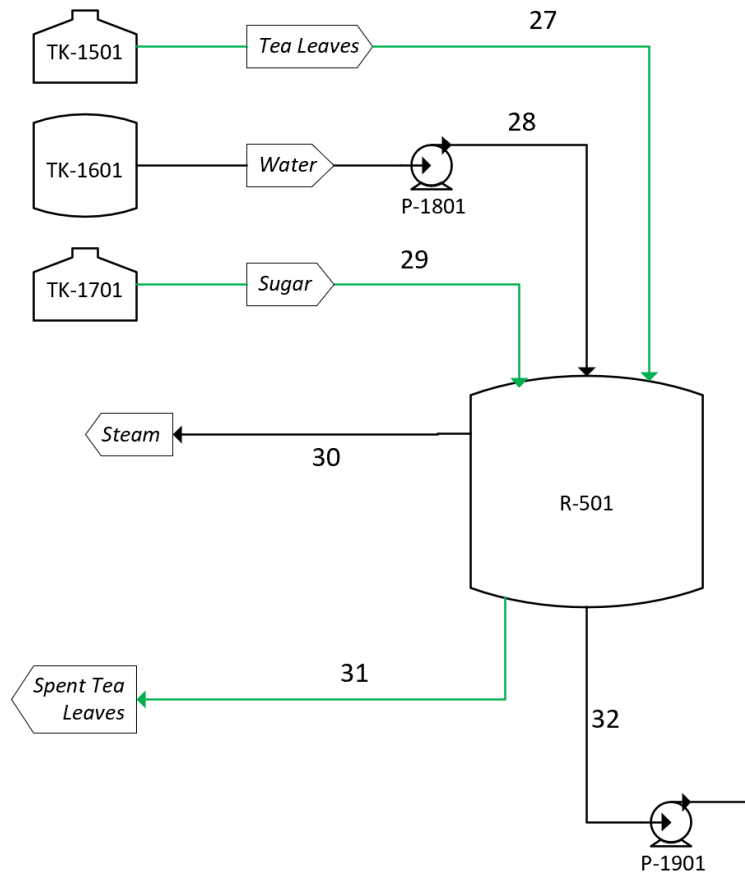 27
TK-1501
Tea Leaves
28
TK-1601
Water
P-1801
29
TK-1701
Sugar
Steam
30
R-501
31
Spent Tea
Leaves
32
P-1901